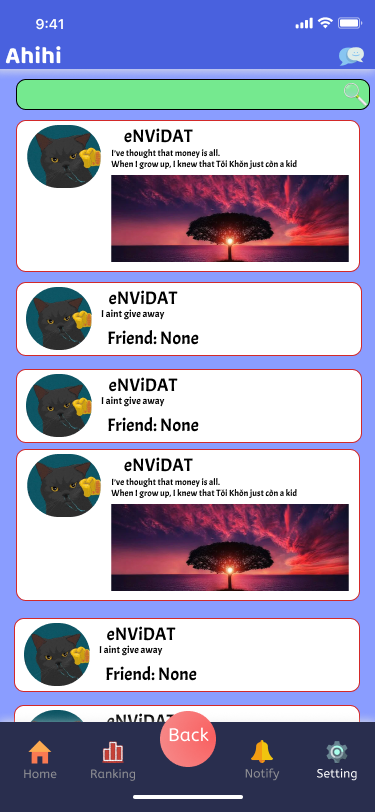 9:41
Ahihi
eNViDAT
I've thought that money is all.
When I grow up, I knew that Tôi Khôn just còn a kid
eNViDAT
I aint give away
Friend: None
eNViDAT
I aint give away
Friend: None
eNViDAT
I've thought that money is all.
When I grow up, I knew that Tôi Khôn just còn a kid
eNViDAT
I aint give away
Friend: None
eNViDAT
Back
Home
Ranking
Notify
Setting